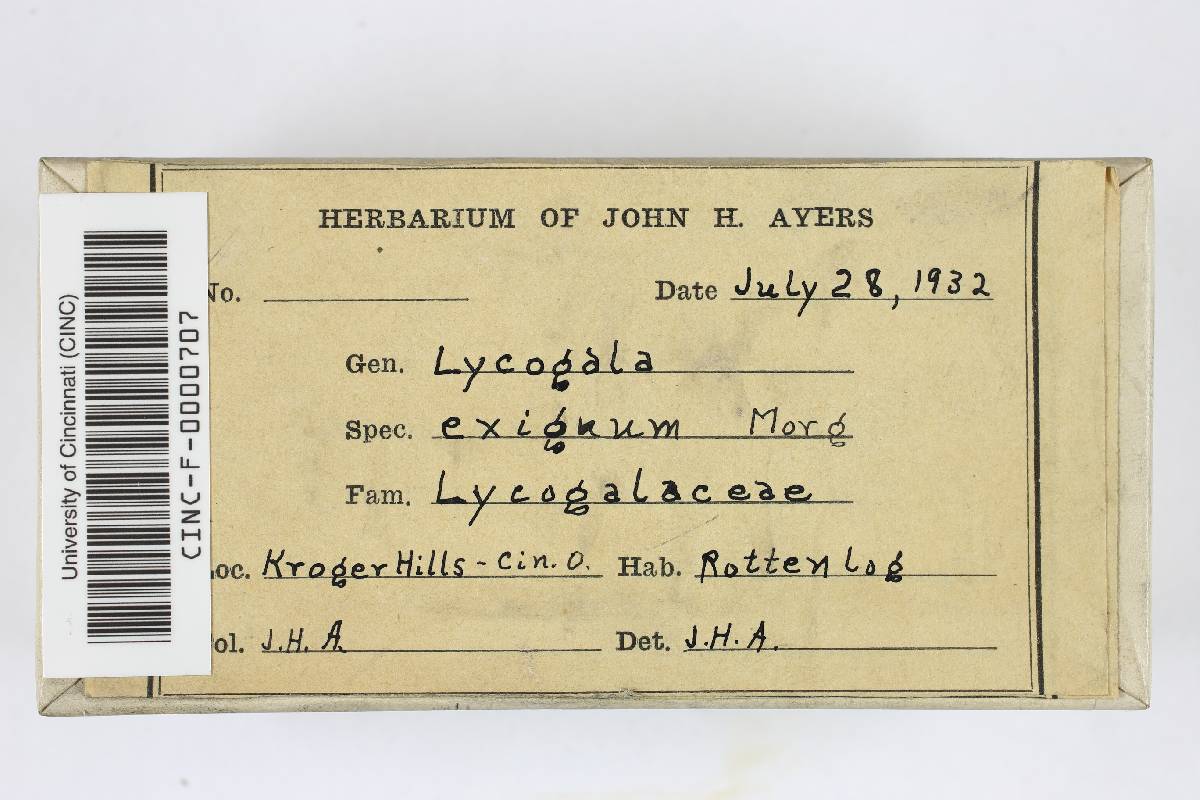 HERBARIUM OF JOHN H. AYERS
No. Date July 28, 1932
Gen. Lycogala
Spec. exignum Morg
Fam. Lycogalaceae
Loc. Kroger Hills - Cin. O. Hab. Rotten log
Col. J.H.A. Det. J.H.A.
University of Cincinnati (CINC)
CINC-F-0000707